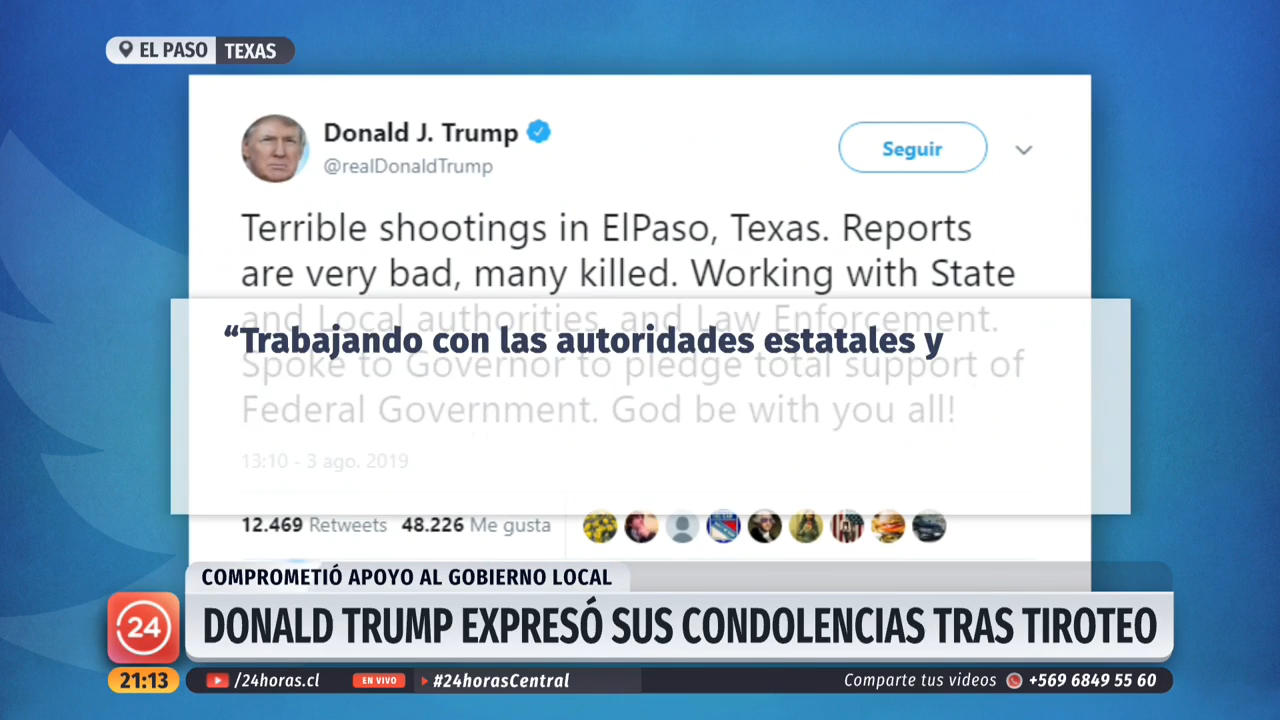 EL PASO TEXAS
Donald J. Trump
@realDonaldTrump
Seguir
Terrible shootings in ElPaso, Texas. Reports
are very bad, many killed. Working with State
and Local authorities, and Law Enforcement.
“Trabajando con las autoridades estatales y
Spoke to Governor to pledge total support of
Federal Government. God be with you all!
13:10 - 3 ago. 2019
12.469 Retweets 48.226 Me gusta
COMPROMETIÓ APOYO AL GOBIERNO LOCAL
24
DONALD TRUMP EXPRESÓ SUS CONDOLENCIAS TRAS TIROTEO
21:13
/24horas.cl EN VIVO #24horasCentral Comparte tus videos +569 6849 55 60